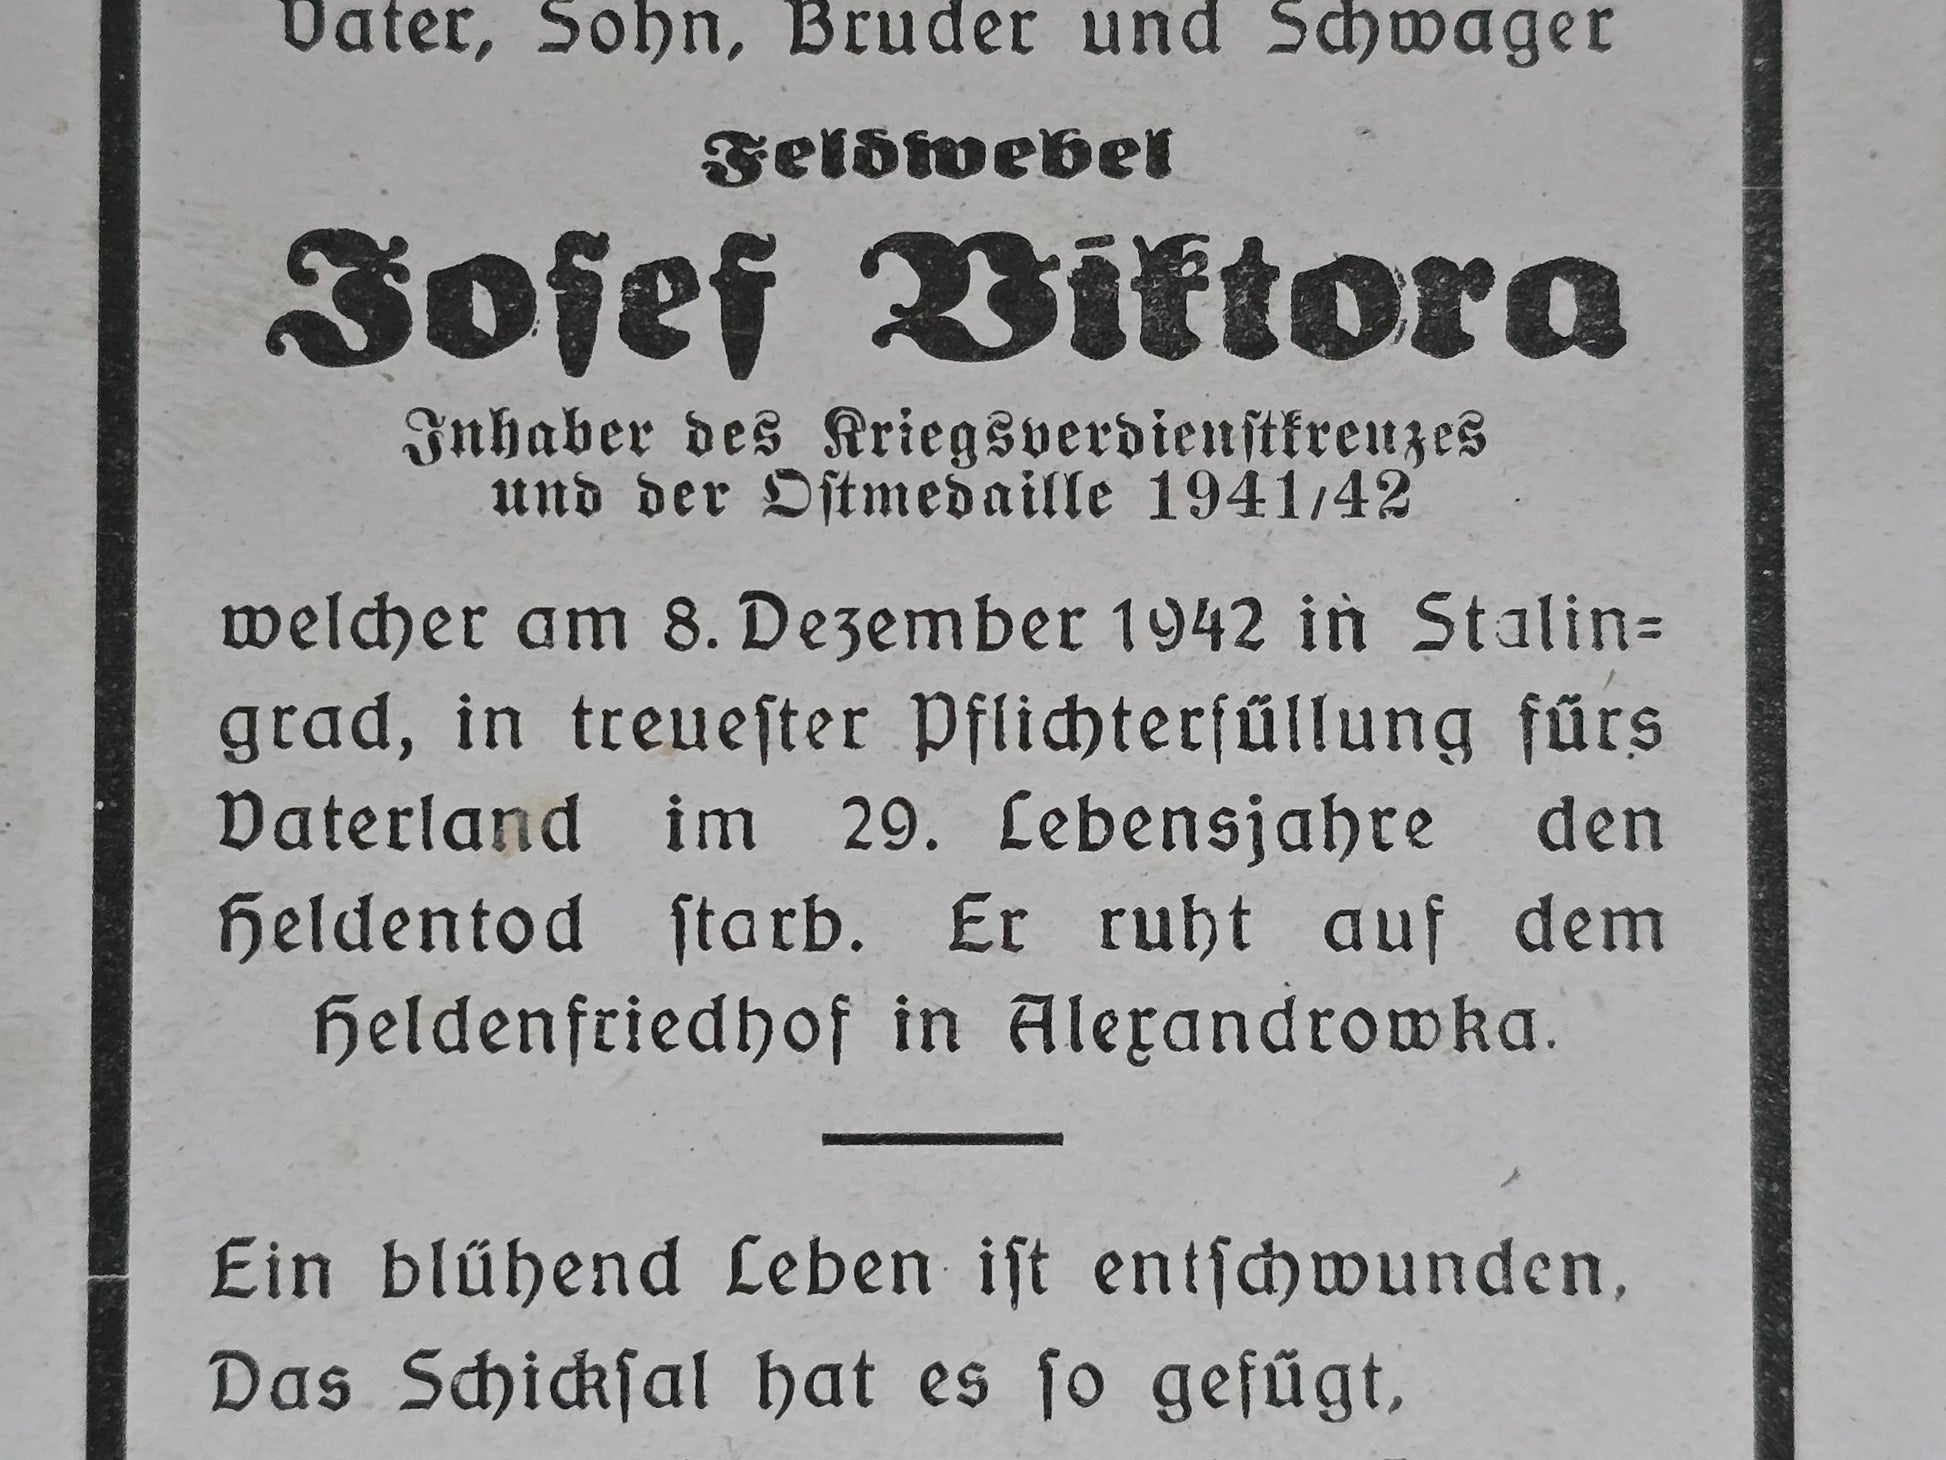 Vater, Sohn, Bruder und Schwager
Feldwebel
Josef Viktora
Inhaber des Kriegsverdienstkreuzes
und der Ostmedaille 1941/42
welcher am 8. Dezember 1942 in Stalin=
grad, in treuester Pflichterfüllung fürs
Vaterland im 29. Lebensjahre den
Heldentod starb. Er ruht auf dem
Heldenfriedhof in Alexandrowka.
Ein blühend Leben ist entschwunden,
Das Schicksal hat es so gefügt,